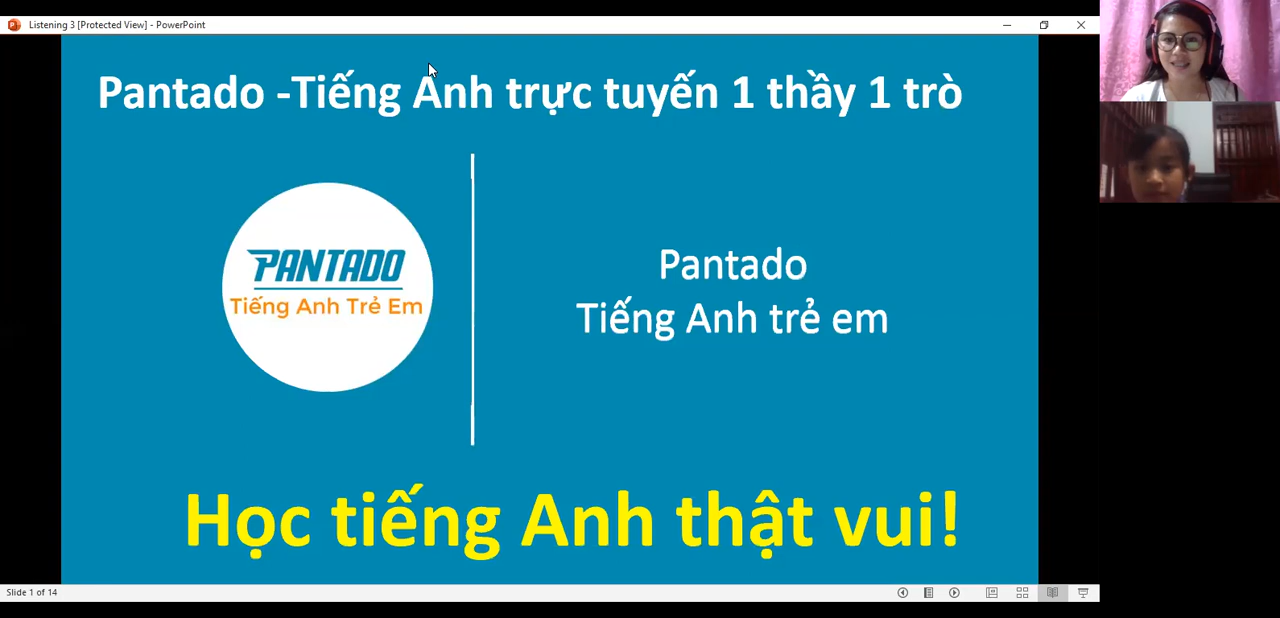 Listening 3 [Protected View] - PowerPoint
Pantado -Tiếng Anh trực tuyến 1 thầy 1 trò
PANTADO
Tiếng Anh Trẻ Em
Pantado
Tiếng Anh trẻ em
Học tiếng Anh thật vui!
Slide 1 of 14